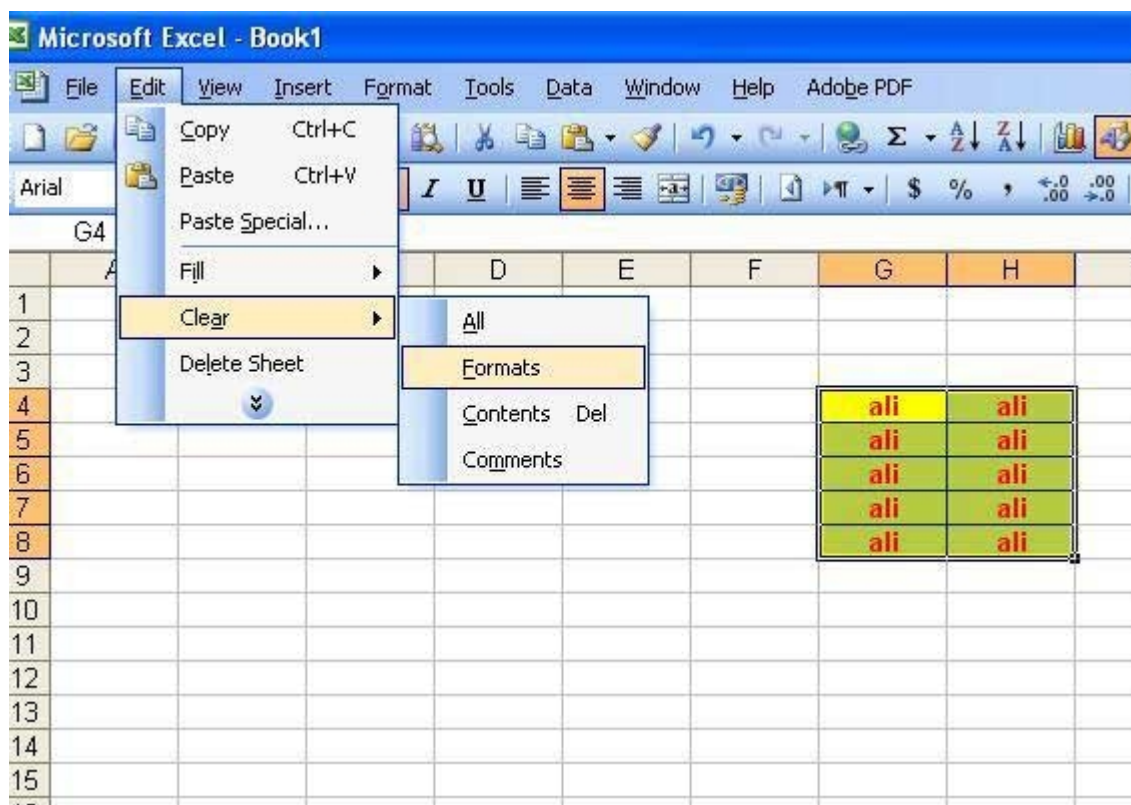 Microsoft Excel - Book1
File Edit View Insert Format Tools Data Window Help Adobe PDF
Arial I U $ % ,
G4
Copy Ctrl+C
Paste Ctrl+V
Paste Special...
Fill
Clear
Delete Sheet
All
Formats
Contents Del
Comments
A D E F G H
1
2
3
4 ali ali
5 ali ali
6 ali ali
7 ali ali
8 ali ali
9
10
11
12
13
14
15